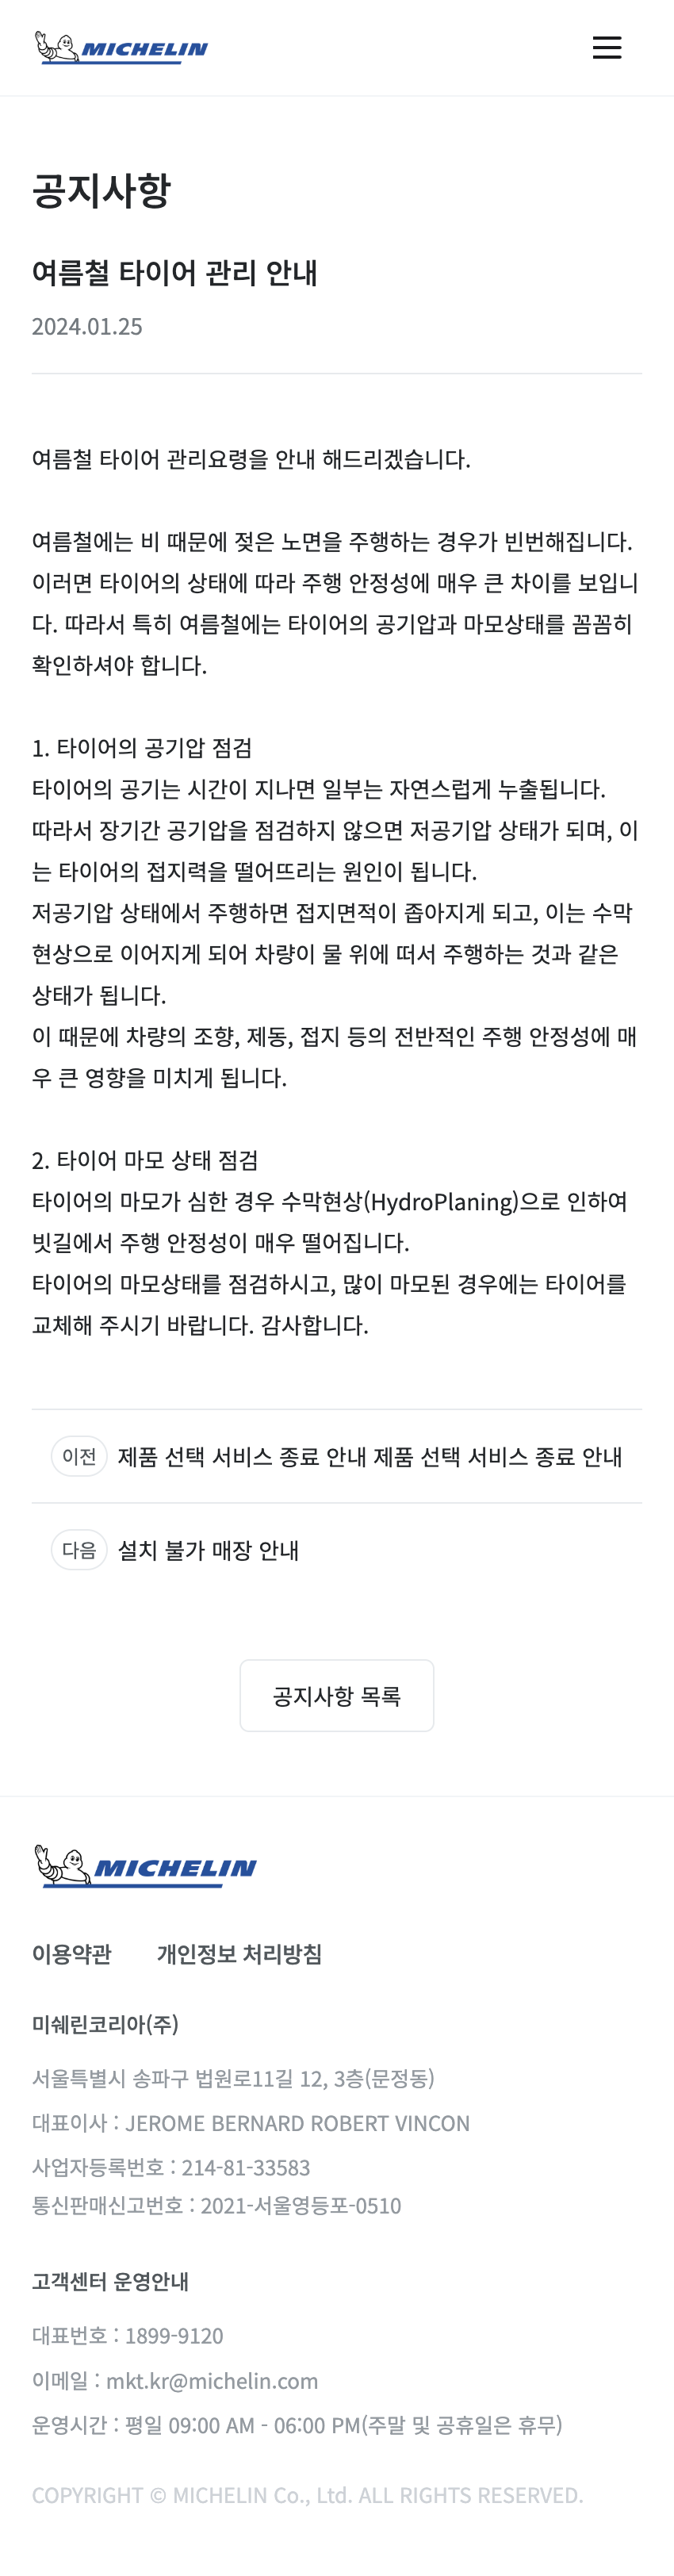 MICHELIN
공지사항
여름철 타이어 관리 안내
2024.01.25
여름철 타이어 관리요령을 안내 해드리겠습니다.
여름철에는 비 때문에 젖은 노면을 주행하는 경우가 빈번해집니다.
이러면 타이어의 상태에 따라 주행 안정성에 매우 큰 차이를 보입니
다. 따라서 특히 여름철에는 타이어의 공기압과 마모상태를 꼼꼼히
확인하셔야 합니다.
1. 타이어의 공기압 점검
타이어의 공기는 시간이 지나면 일부는 자연스럽게 누출됩니다.
따라서 장기간 공기압을 점검하지 않으면 저공기압 상태가 되며, 이
는 타이어의 접지력을 떨어뜨리는 원인이 됩니다.
저공기압 상태에서 주행하면 접지면적이 좁아지게 되고, 이는 수막
현상으로 이어지게 되어 차량이 물 위에 떠서 주행하는 것과 같은
상태가 됩니다.
이 때문에 차량의 조향, 제동, 접지 등의 전반적인 주행 안정성에 매
우 큰 영향을 미치게 됩니다.
2. 타이어 마모 상태 점검
타이어의 마모가 심한 경우 수막현상(HydroPlaning)으로 인하여
빗길에서 주행 안정성이 매우 떨어집니다.
타이어의 마모상태를 점검하시고, 많이 마모된 경우에는 타이어를
교체해 주시기 바랍니다. 감사합니다.
이전 제품 선택 서비스 종료 안내 제품 선택 서비스 종료 안내
다음 설치 불가 매장 안내
공지사항 목록
MICHELIN
이용약관 개인정보 처리방침
미쉐린코리아(주)
서울특별시 송파구 법원로11길 12, 3층(문정동)
대표이사 : JEROME BERNARD ROBERT VINCON
사업자등록번호 : 214-81-33583
통신판매신고번호 : 2021-서울영등포-0510
고객센터 운영안내
대표번호 : 1899-9120
이메일 : mkt.kr@michelin.com
운영시간 : 평일 09:00 AM - 06:00 PM(주말 및 공휴일은 휴무)
COPYRIGHT © MICHELIN Co., Ltd. ALL RIGHTS RESERVED.